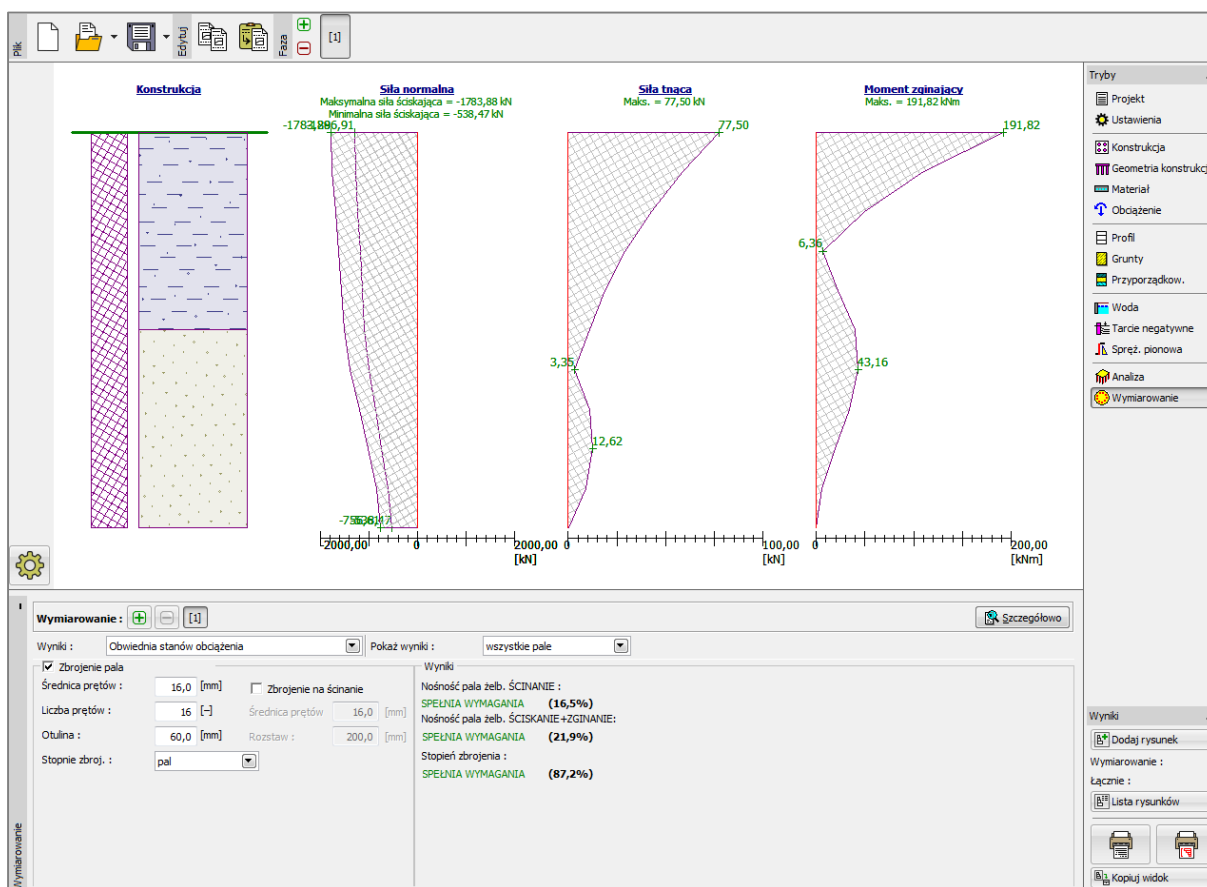 Plik
Edytuj
Faza
[1]
Konstrukcja
Siła normalna
Maksymalna siła ściskająca = -1783,88 kN
Minimalna siła ściskająca = -538,47 kN
Siła tnąca
Maks. = 77,50 kN
Moment zginający
Maks. = 191,82 kNm
77,50
191,82
6,36
3,35
43,16
12,62
-2000,00
0
2000,00
[kN]
0
100,00
[kN]
0
200,00
[kNm]
Tryby
Projekt
Ustawienia
Konstrukcja
Geometria konstrukcj
Materiał
Obciążenie
Profil
Grunty
Przyporządkow.
Woda
Tarcie negatywne
Spręż. pionowa
Analiza
Wymiarowanie
Wymiarowanie :
[1]
Szczegółowo
Wyniki :
Obwiednia stanów obciążenia
Pokaż wyniki :
wszystkie pale
Zbrojenie pala
Średnica prętów :
16,0
[mm]
Zbrojenie na ścinanie
Liczba prętów :
16
[–]
Średnica prętów
16,0
[mm]
Otulina :
60,0
[mm]
Rozstaw :
200,0
[mm]
Stopnie zbroj. :
pal
Wyniki
Nośność pala żelb. ŚCINANIE :
SPEŁNIA WYMAGANIA (16,5%)
Nośność pala żelb. ŚCISKANIE+ZGINANIE:
SPEŁNIA WYMAGANIA (21,9%)
Stopień zbrojenia :
SPEŁNIA WYMAGANIA (87,2%)
Wymiarowanie
Wyniki
Dodaj rysunek
Wymiarowanie :
Łącznie :
Lista rysunków
Kopiuj widok